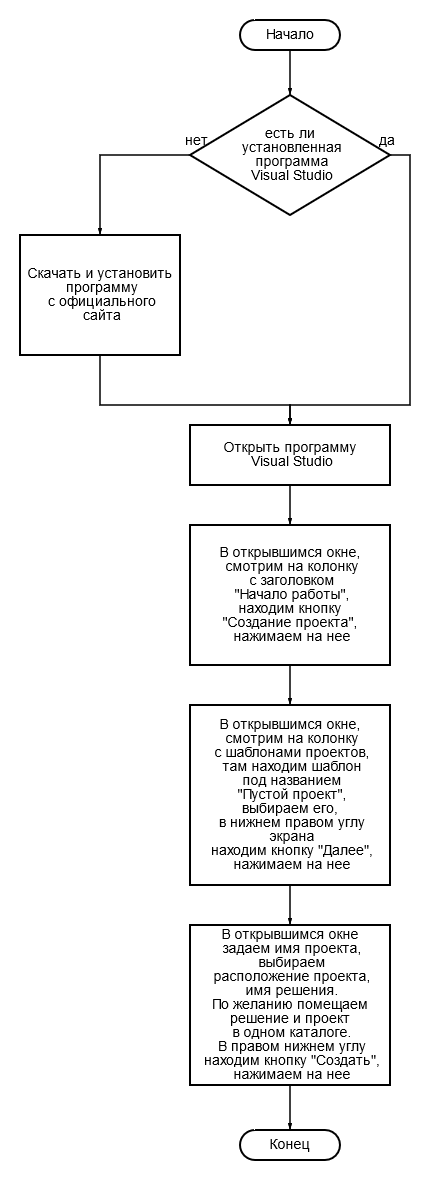 Начало
есть ли
установленная
программа
Visual Studio
нет
да
Скачать и установить
программу
с официального
сайта
Открыть программу
Visual Studio
В открывшимся окне,
смотрим на колонку
с заголовком
"Начало работы",
находим кнопку
"Создание проекта",
нажимаем на нее
В открывшимся окне,
смотрим на колонку
с шаблонами проектов,
там находим шаблон
под названием
"Пустой проект",
выбираем его,
в нижнем правом углу
экрана
находим кнопку "Далее",
нажимаем на нее
В открывшимся окне
задаем имя проекта,
выбираем
расположение проекта,
имя решения.
По желанию помещаем
решение и проект
в одном каталоге.
В правом нижнем углу
находим кнопку "Создать",
нажимаем на нее
Конец